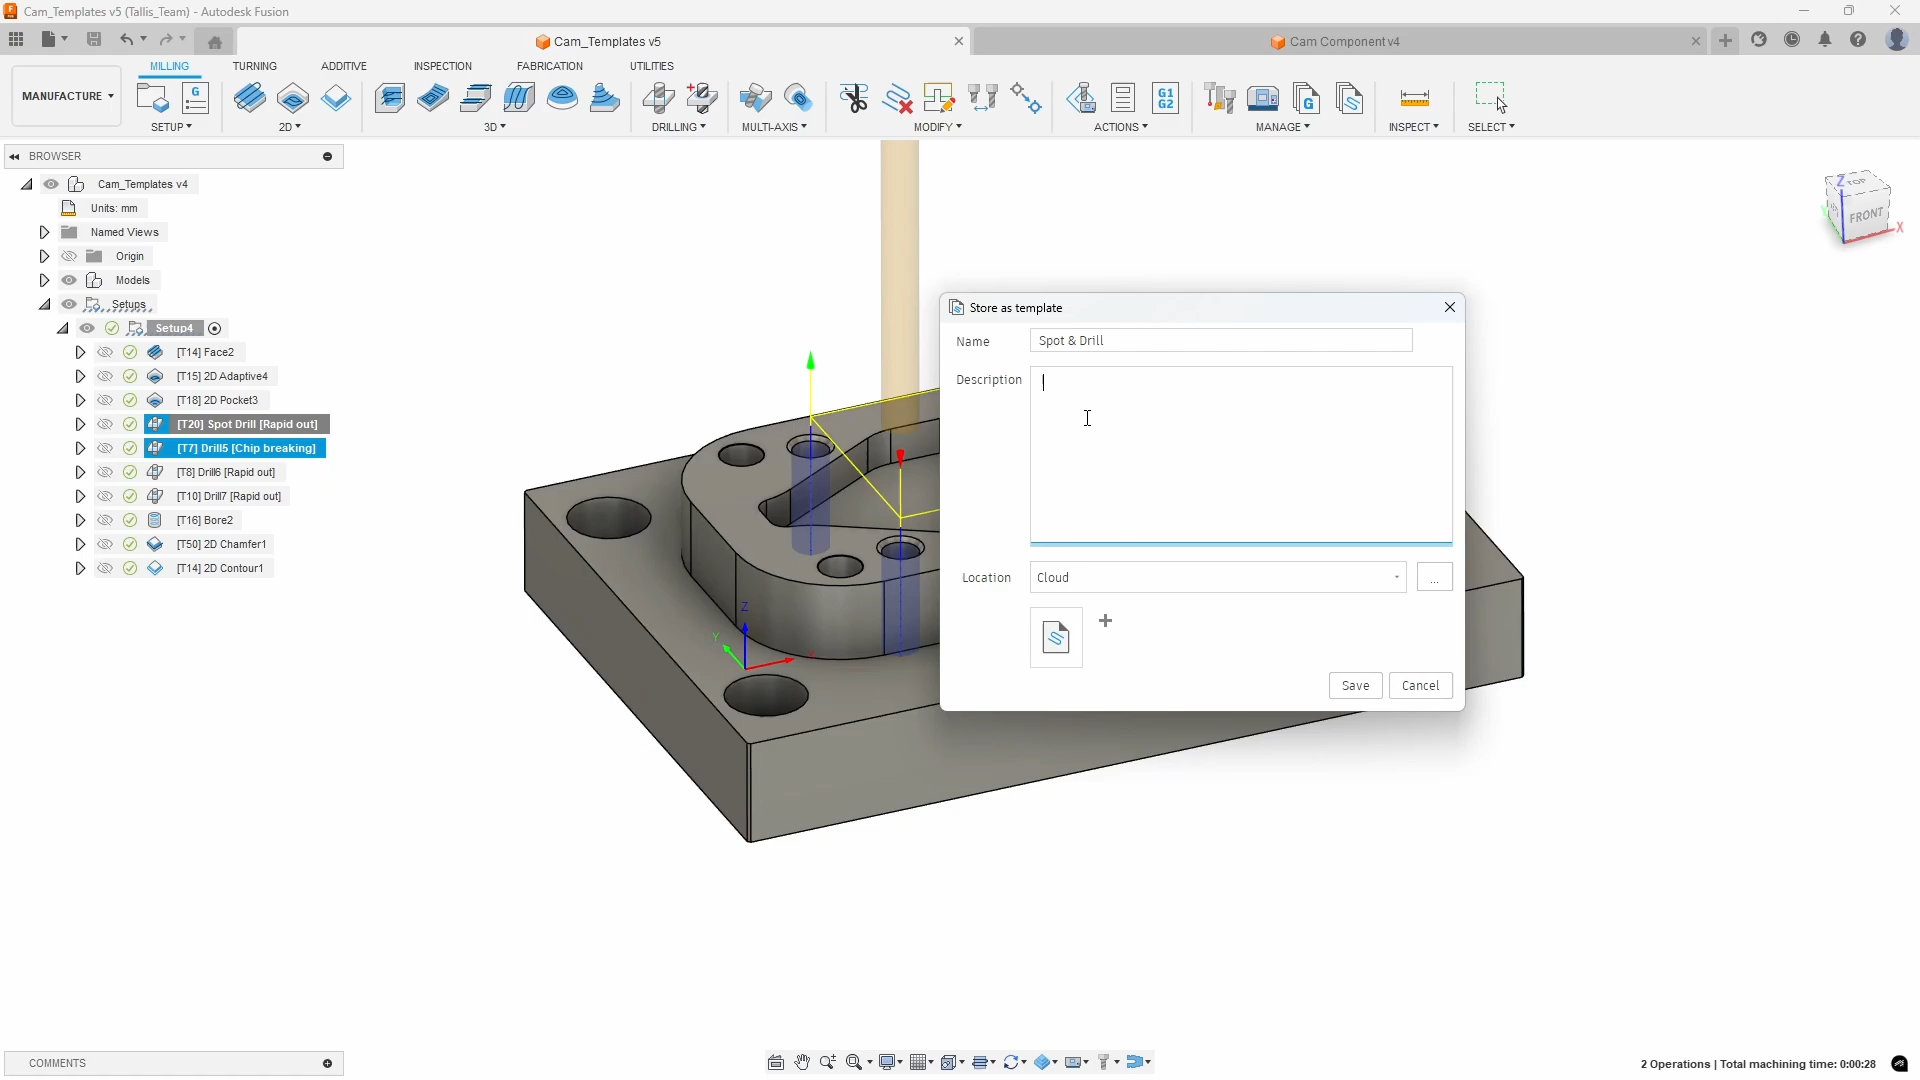 Cam_Templates v5 (Tallis_Team) - Autodesk Fusion
Cam_Templates v5
Cam Component v4
MILLING
TURNING
ADDITIVE
INSPECTION
FABRICATION
UTILITIES
MANUFACTURE
SETUP
2D
3D
DRILLING
MULTI-AXIS
MODIFY
ACTIONS
MANAGE
INSPECT
SELECT
G
G1
G2
G
BROWSER
Cam_Templates v4
Units: mm
Named Views
Origin
Models
Setups
Setup4
[T14] Face2
[T15] 2D Adaptive4
[T18] 2D Pocket3
[T20] Spot Drill [Rapid out]
[T7] Drill5 [Chip breaking]
[T8] Drill6 [Rapid out]
[T10] Drill7 [Rapid out]
[T16] Bore2
[T50] 2D Chamfer1
[T14] 2D Contour1
TOP
FRONT
Z
X
Z
Y
Store as template
Name
Spot & Drill
Description
Location
Cloud
...
Save
Cancel
COMMENTS
2 Operations | Total machining time: 0:00:28